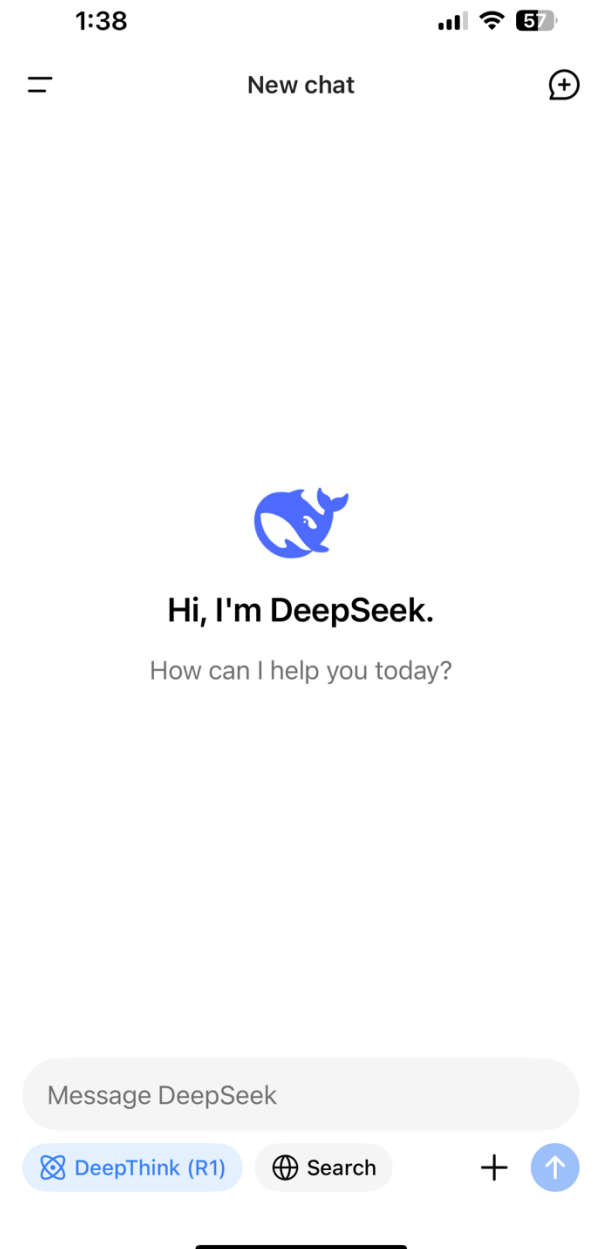 1:38
57
New chat
Hi, I'm DeepSeek.
How can I help you today?
Message DeepSeek
DeepThink (R1)
Search